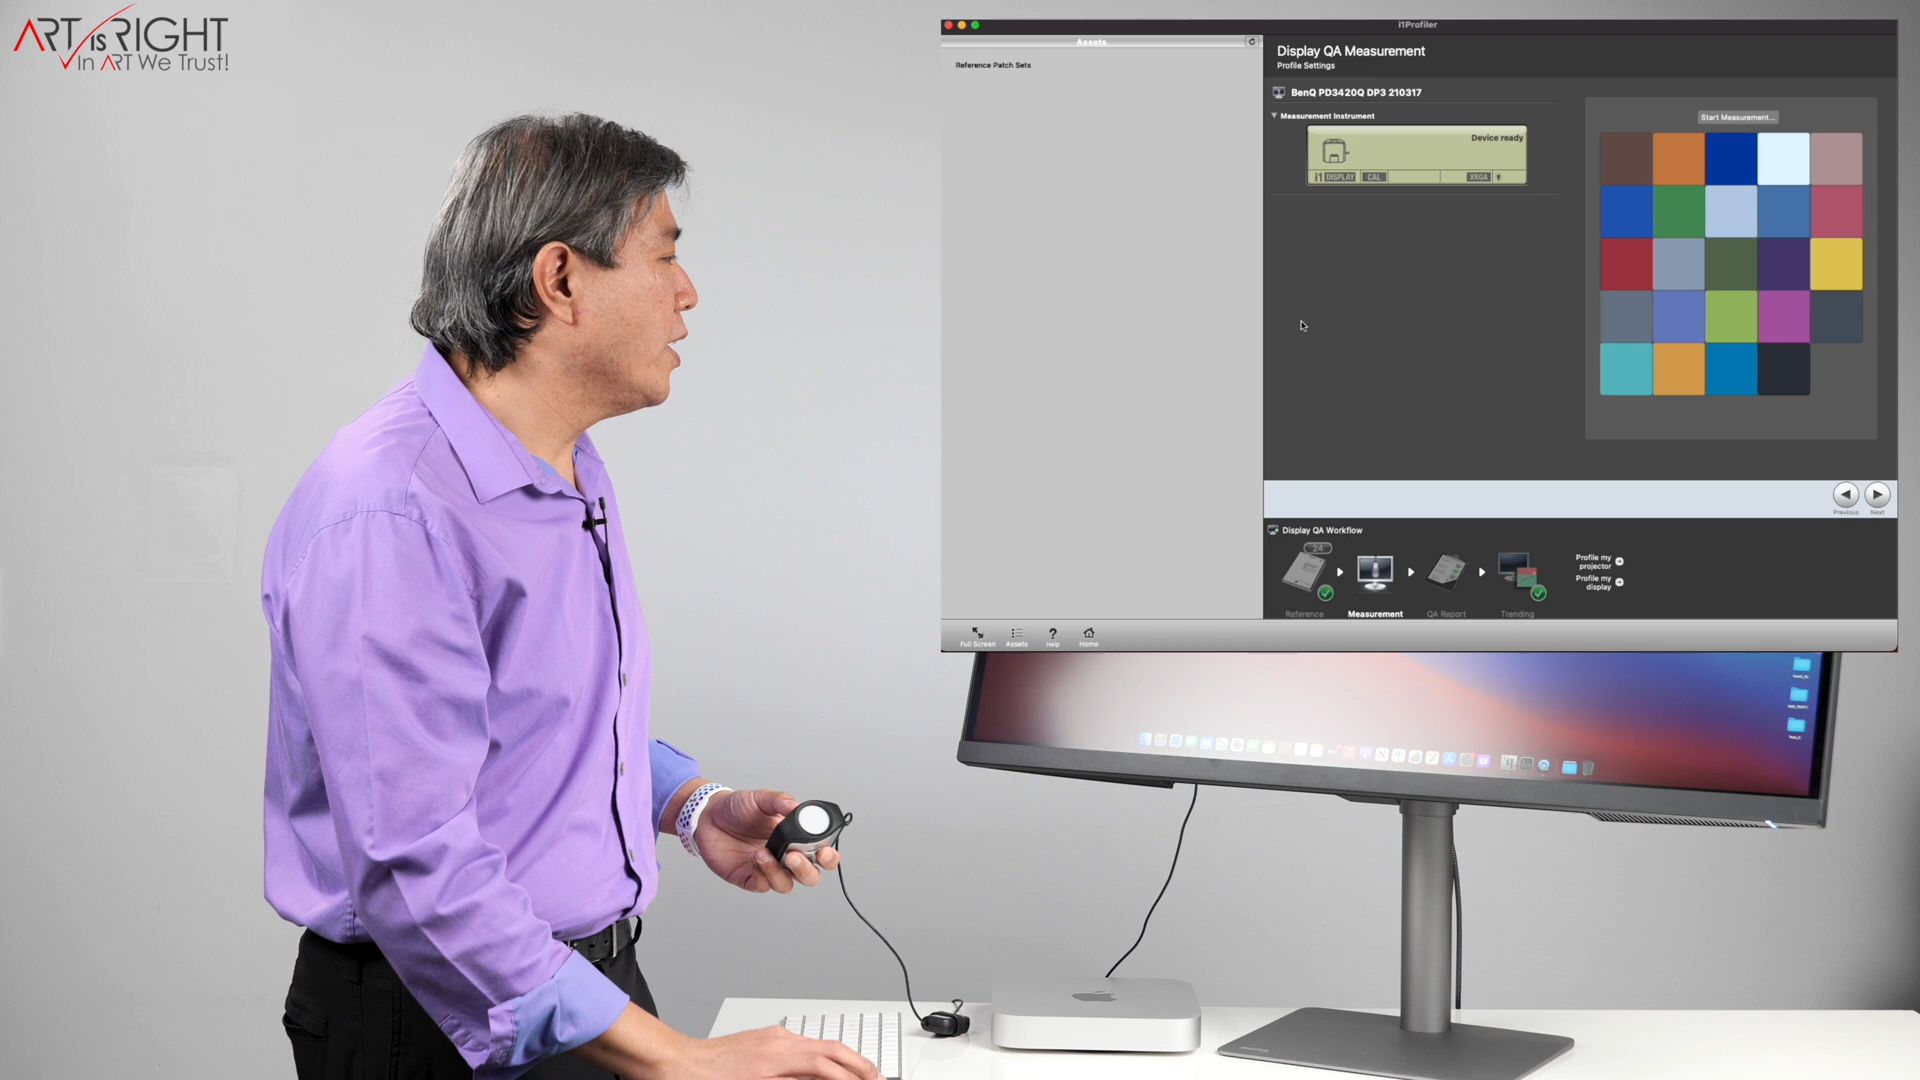 ART is RIGHT
In ART We Trust!
i1Profiler
Assets
Reference Patch Sets
Display QA Measurement
Profile Settings
BenQ PD3420Q DP3 210317
Measurement Instrument
Device ready
i1 DISPLAY CAL XRGA
Start Measurement...
Previous Next
Display QA Workflow
24
Reference Measurement QA Report Trending
Profile my
projector
Profile my
display
Full Screen Assets Help Home